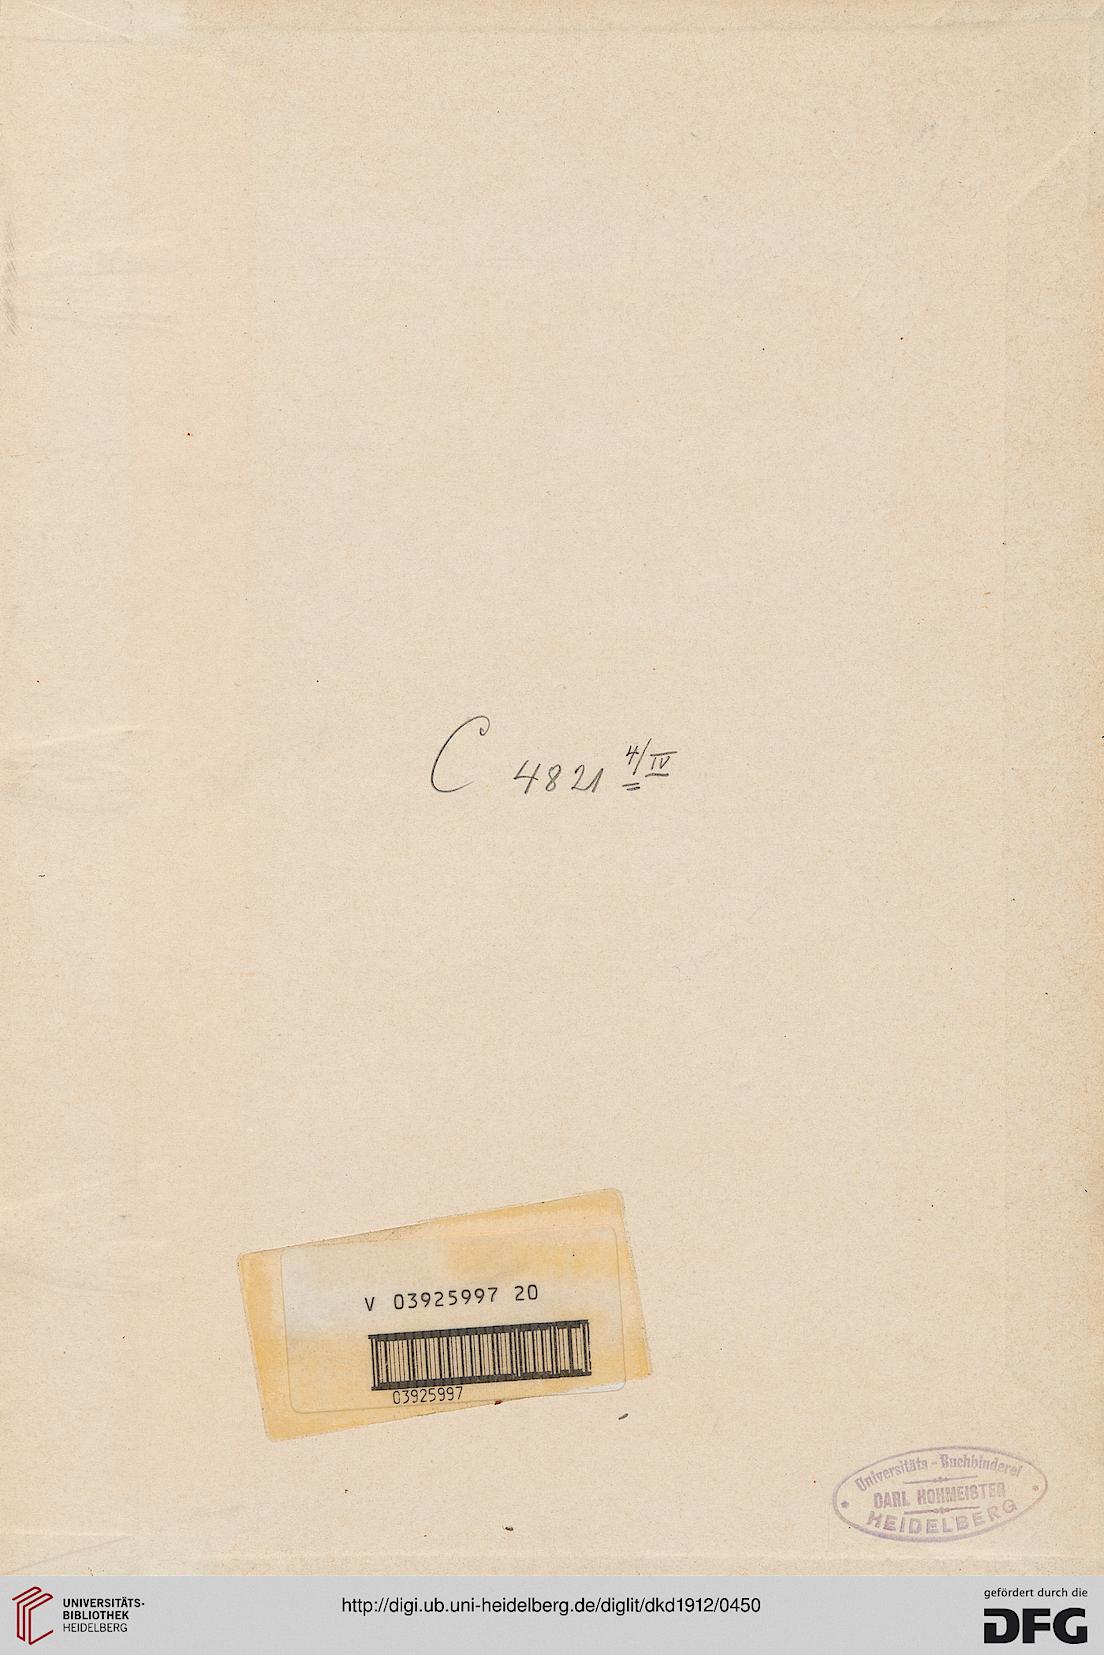 C 4821 4/IV
V 03925997 20
03925997
Universitäts-Buchbinderei
CARL HOHMEISTER
HEIDELBERG
UNIVERSITÄTS-
BIBLIOTHEK
HEIDELBERG
http://digi.ub.uni-heidelberg.de/diglit/dkd1912/0450
gefördert durch die
DFG